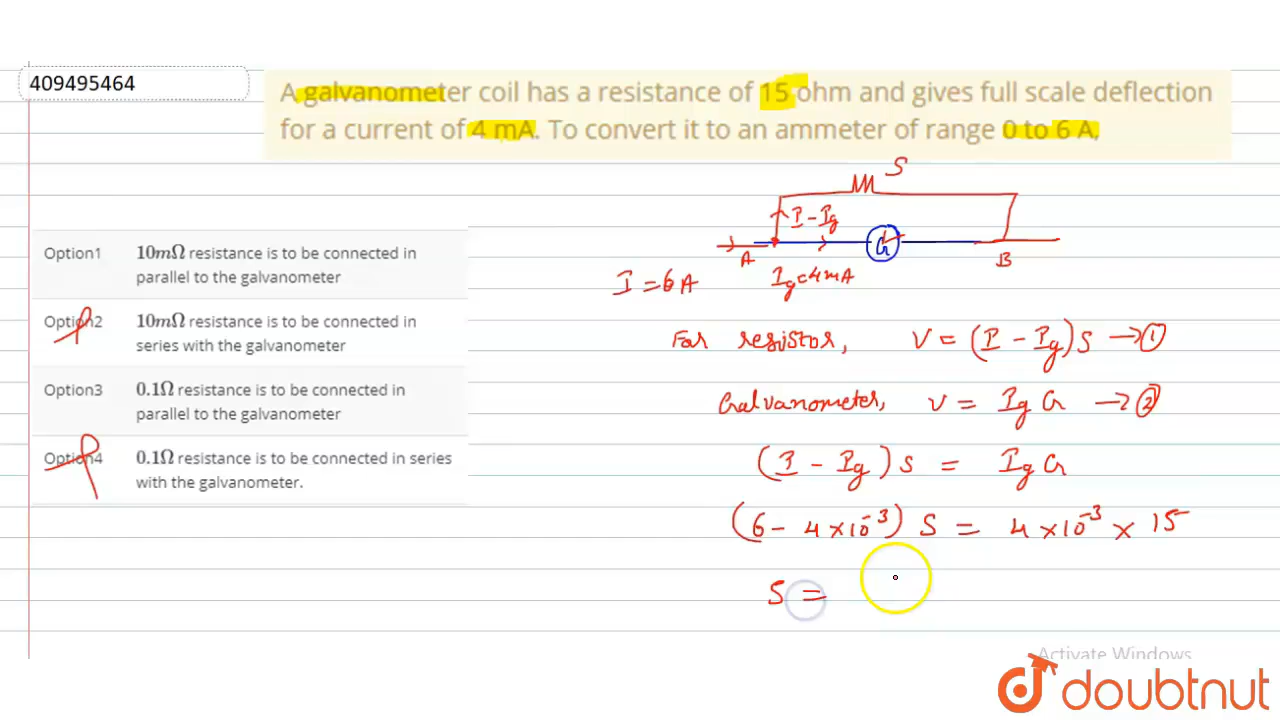 409495464
A galvanometer coil has a resistance of 15 ohm and gives full scale deflection
for a current of 4 mA. To convert it to an ammeter of range 0 to 6 A,
S
I - Ig
G
A
B
I = 6 A
Ig = 4mA
Option1
10mΩ resistance is to be connected in
parallel to the galvanometer
Option2
10mΩ resistance is to be connected in
series with the galvanometer
Option3
0.1Ω resistance is to be connected in
parallel to the galvanometer
Option4
0.1Ω resistance is to be connected in series
with the galvanometer.
For resistor, V = (I - Ig) S → ①
Galvanometer, V = Ig G → ②
(I - Ig) S = Ig G
(6 - 4 × 10⁻³) S = 4 × 10⁻³ × 15
S =
Activate Windows
doubtnut